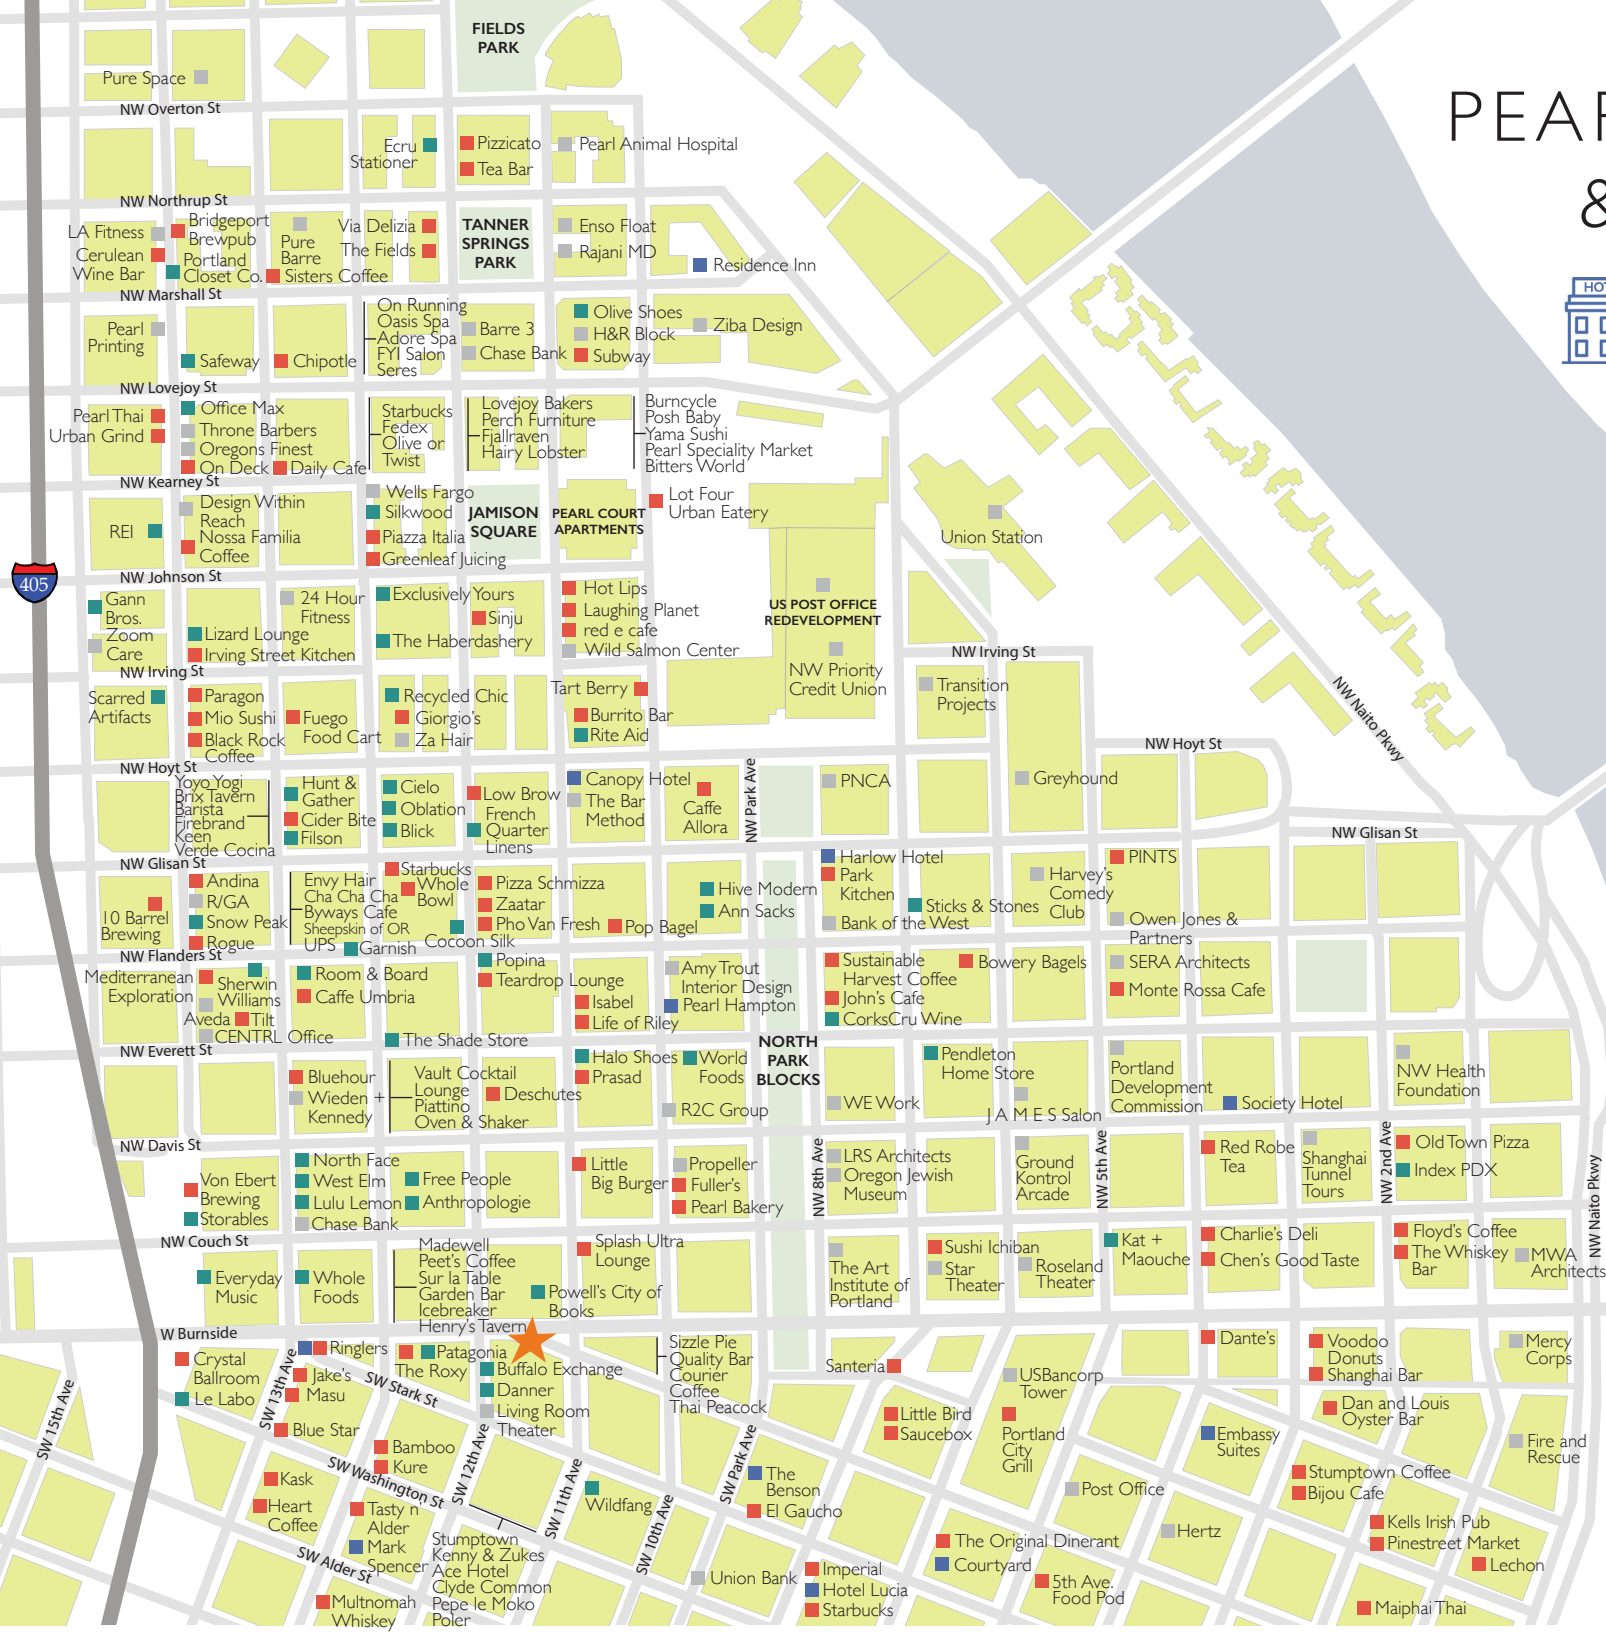 FIELDS
PARK
Pure Space
NW Overton St
PEAR
&
HOT
Ecru
Stationer
Pizzicato
Tea Bar
Pearl Animal Hospital
NW Northrup St
LA Fitness
Bridgeport
Brewpub
Cerulean
Wine Bar
Portland
Closet Co.
Pure
Barre
Sisters Coffee
Via Delizia
The Fields
TANNER
SPRINGS
PARK
Enso Float
Rajani MD
Residence Inn
NW Marshall St
Pearl
Printing
Safeway
Chipotle
On Running
Oasis Spa
Adore Spa
FYI Salon
Seres
Barre 3
Chase Bank
Olive Shoes
H&R Block
Subway
Ziba Design
NW Lovejoy St
Pearl Thai
Urban Grind
Office Max
Throne Barbers
Oregons Finest
On Deck
Daily Cafe
Starbucks
Fedex
Olive or
Twist
Lovejoy Bakers
Perch Furniture
Fjallraven
Hairy Lobster
Burncycle
Posh Baby
Yama Sushi
Pearl Speciality Market
Bitters World
NW Kearney St
REI
Design Within
Reach
Nossa Familia
Coffee
Wells Fargo
Silkwood
Piazza Italia
Greenleaf Juicing
JAMISON
SQUARE
PEARL COURT
APARTMENTS
Lot Four
Urban Eatery
Union Station
405
NW Johnson St
Gann
Bros.
Zoom
Care
Lizard Lounge
Irving Street Kitchen
24 Hour
Fitness
Exclusively Yours
Sinju
The Haberdashery
Hot Lips
Laughing Planet
red e cafe
Wild Salmon Center
US POST OFFICE
REDEVELOPMENT
NW Priority
Credit Union
NW Irving St
NW Irving St
Scarred
Artifacts
Paragon
Mio Sushi
Black Rock
Coffee
Fuego
Food Cart
Recycled Chic
Giorgio's
Za Hair
Tart Berry
Burrito Bar
Rite Aid
Transition
Projects
NW Naito Pkwy
NW Hoyt St
NW Hoyt St
Yoyo Yogi
Brix Tavern
Barista
Firebrand
Keen
Verde Cocina
Hunt &
Gather
Cider Bite
Filson
Cielo
Oblation
Blick
Low Brow
French
Quarter
Linens
Canopy Hotel
The Bar
Method
Caffe
Allora
NW Park Ave
PNCA
Greyhound
NW Glisan St
NW Glisan St
10 Barrel
Brewing
Andina
R/GA
Snow Peak
Rogue
Envy Hair
Cha Cha Cha
Byways Cafe
Sheepskin of OR
UPS
Garnish
Starbucks
Whole
Bowl
Cocoon Silk
Pizza Schmizza
Zaatar
Pho Van Fresh
Pop Bagel
Hive Modern
Ann Sacks
Harlow Hotel
Park
Kitchen
Bank of the West
Sticks & Stones
Harvey's
Comedy
Club
PINTS
Owen Jones &
Partners
NW Flanders St
Mediterranean
Exploration
Sherwin
Williams
Aveda
Tilt
CENTRL Office
Room & Board
Caffe Umbria
The Shade Store
Popina
Teardrop Lounge
Isabel
Life of Riley
Amy Trout
Interior Design
Pearl Hampton
Sustainable
Harvest Coffee
John's Cafe
CorksCru Wine
Bowery Bagels
SERA Architects
Monte Rossa Cafe
NW Everett St
Bluehour
Wieden +
Kennedy
Vault Cocktail
Lounge
Piattino
Oven & Shaker
Deschutes
Halo Shoes
Prasad
World
Foods
R2C Group
NORTH
PARK
BLOCKS
WE Work
Pendleton
Home Store
JAMES Salon
Portland
Development
Commission
Society Hotel
NW Health
Foundation
NW Davis St
Von Ebert
Brewing
Storables
North Face
West Elm
Lulu Lemon
Chase Bank
Free People
Anthropologie
Little
Big Burger
Propeller
Fuller's
Pearl Bakery
NW 8th Ave
LRS Architects
Oregon Jewish
Museum
Ground
Kontrol
Arcade
NW 5th Ave
Red Robe
Tea
Shanghai
Tunnel
Tours
NW 2nd Ave
Old Town Pizza
Index PDX
NW Naito Pkwy
NW Couch St
Everyday
Music
Whole
Foods
Madewell
Peet's Coffee
Sur la Table
Garden Bar
Icebreaker
Henry's Tavern
Splash Ultra
Lounge
Powell's City of
Books
The Art
Institute of
Portland
Sushi Ichiban
Star
Theater
Roseland
Theater
Kat +
Maouche
Charlie's Deli
Chen's Good Taste
Floyd's Coffee
The Whiskey
Bar
MWA
Architects
W Burnside
Crystal
Ballroom
Le Labo
SW 15th Ave
SW 13th Ave
Ringlers
Jake's
Masu
Blue Star
The Roxy
Patagonia
SW Stark St
Buffalo Exchange
Danner
Living Room
Theater
Sizzle Pie
Quality Bar
Courier
Coffee
Thai Peacock
Santeria
USBancorp
Tower
Dante's
Voodoo
Donuts
Shanghai Bar
Mercy
Corps
Bamboo
Kure
SW 12th Ave
SW 11th Ave
SW 10th Ave
SW Park Ave
Little Bird
Saucebox
Portland
City
Grill
Embassy
Suites
Dan and Louis
Oyster Bar
Fire and
Rescue
Kask
Heart
Coffee
SW Washington St
Tasty n
Alder
Mark
Spencer
SW Alder St
Multnomah
Whiskey
Stumptown
Kenny & Zukes
Ace Hotel
Clyde Common
Pepe le Moko
Poler
Wildfang
The
Benson
El Gaucho
Union Bank
Imperial
Hotel Lucia
Starbucks
The Original Dinerant
Courtyard
5th Ave.
Food Pod
Post Office
Hertz
Stumptown Coffee
Bijou Cafe
Kells Irish Pub
Pinestreet Market
Lechon
Maiphai Thai